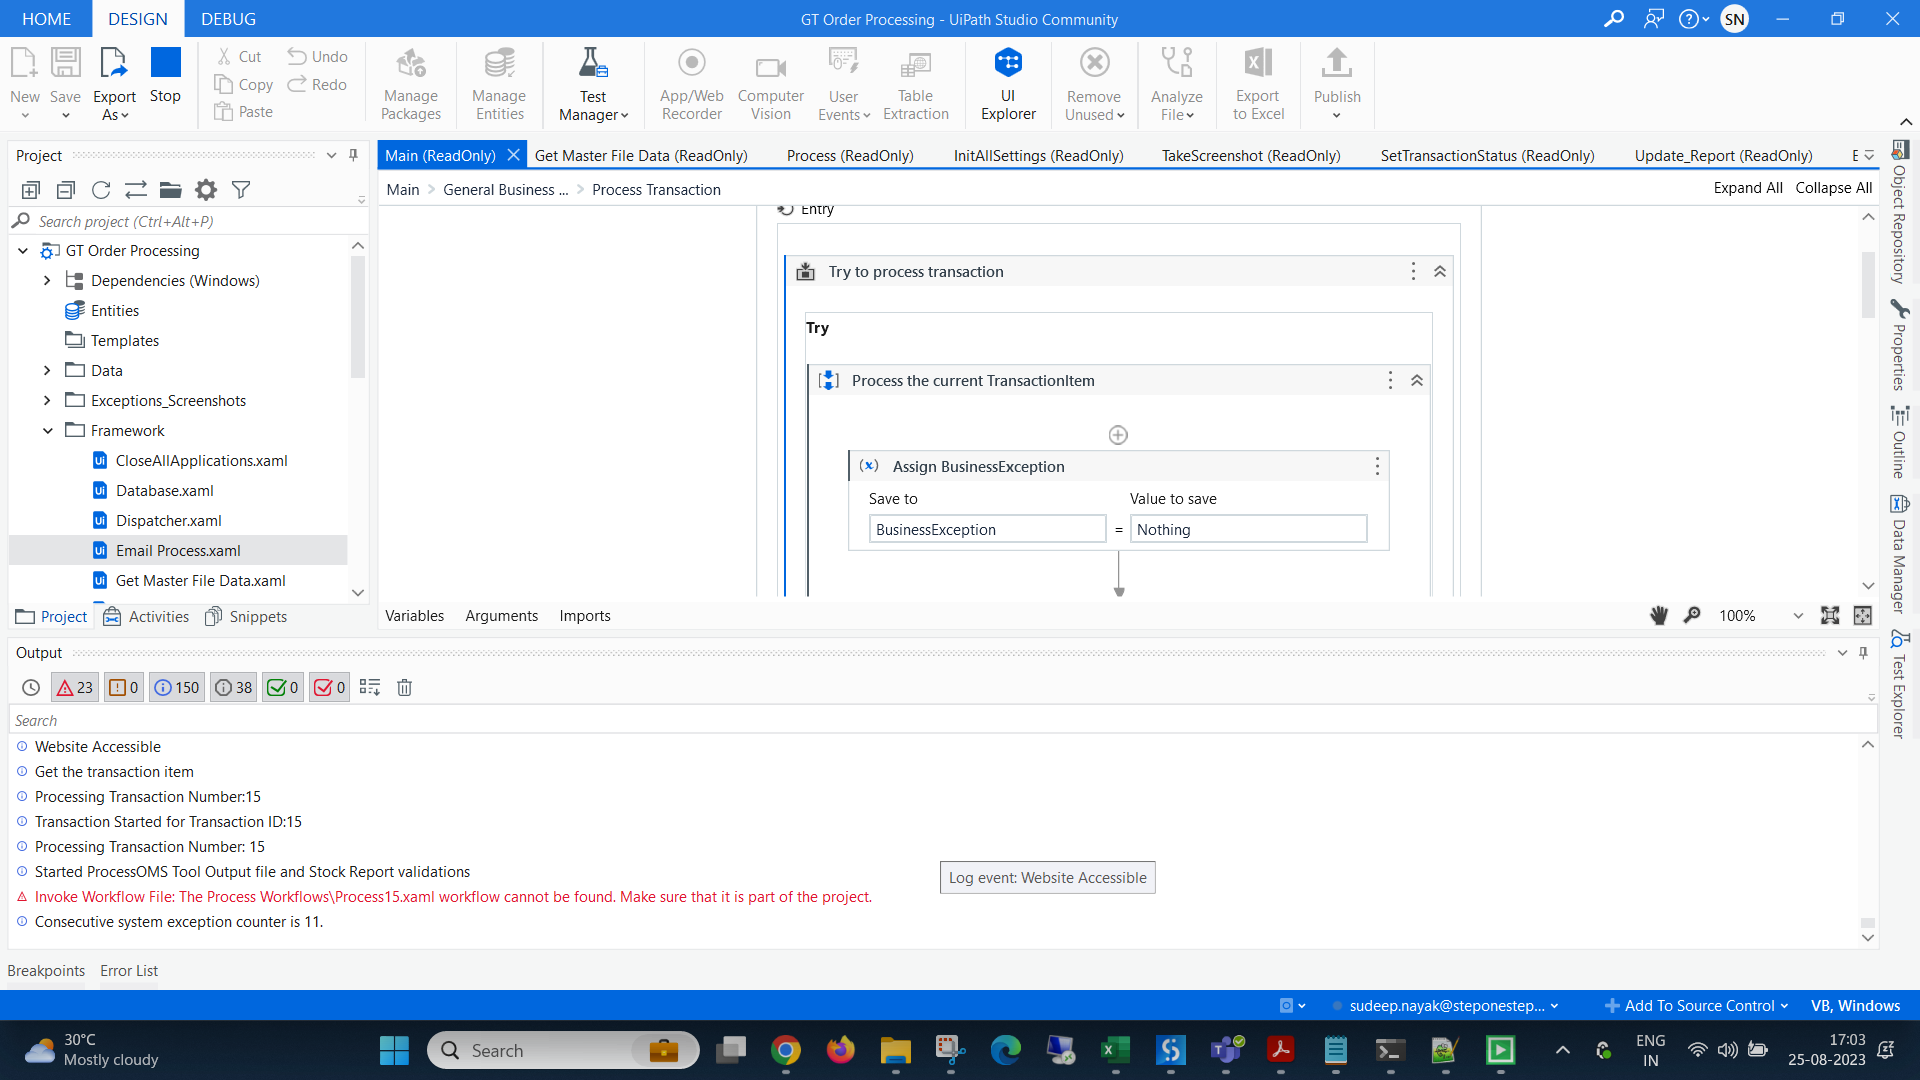 HOME DESIGN DEBUG
GT Order Processing - UiPath Studio Community
SN
New
Save
Export As
Stop
Cut
Copy
Paste
Undo
Redo
Manage Packages
Manage Entities
Test Manager
App/Web Recorder
Computer Vision
User Events
Table Extraction
UI Explorer
Remove Unused
Analyze File
Export to Excel
Publish
Project
Search project (Ctrl+Alt+P)
GT Order Processing
Dependencies (Windows)
Entities
Templates
Data
Exceptions_Screenshots
Framework
CloseAllApplications.xaml
Database.xaml
Dispatcher.xaml
Email Process.xaml
Get Master File Data.xaml
Project Activities Snippets
Main (ReadOnly) Get Master File Data (ReadOnly) Process (ReadOnly) InitAllSettings (ReadOnly) TakeScreenshot (ReadOnly) SetTransactionStatus (ReadOnly) Update_Report (ReadOnly)
Main > General Business ... > Process Transaction
Expand All Collapse All
Entry
Try to process transaction
Try
Process the current TransactionItem
Assign BusinessException
Save to Value to save
BusinessException = Nothing
Variables Arguments Imports
100%
Object Repository
Properties
Outline
Data Manager
Test Explorer
Output
23 0 150 38 0 0
Search
Website Accessible
Get the transaction item
Processing Transaction Number:15
Transaction Started for Transaction ID:15
Processing Transaction Number: 15
Started ProcessOMS Tool Output file and Stock Report validations
Invoke Workflow File: The Process Workflows\Process15.xaml workflow cannot be found. Make sure that it is part of the project.
Consecutive system exception counter is 11.
Log event: Website Accessible
Breakpoints Error List
sudeep.nayak@steponestep...
Add To Source Control
VB, Windows
30°C
Mostly cloudy
Search
ENG
IN
17:03
25-08-2023